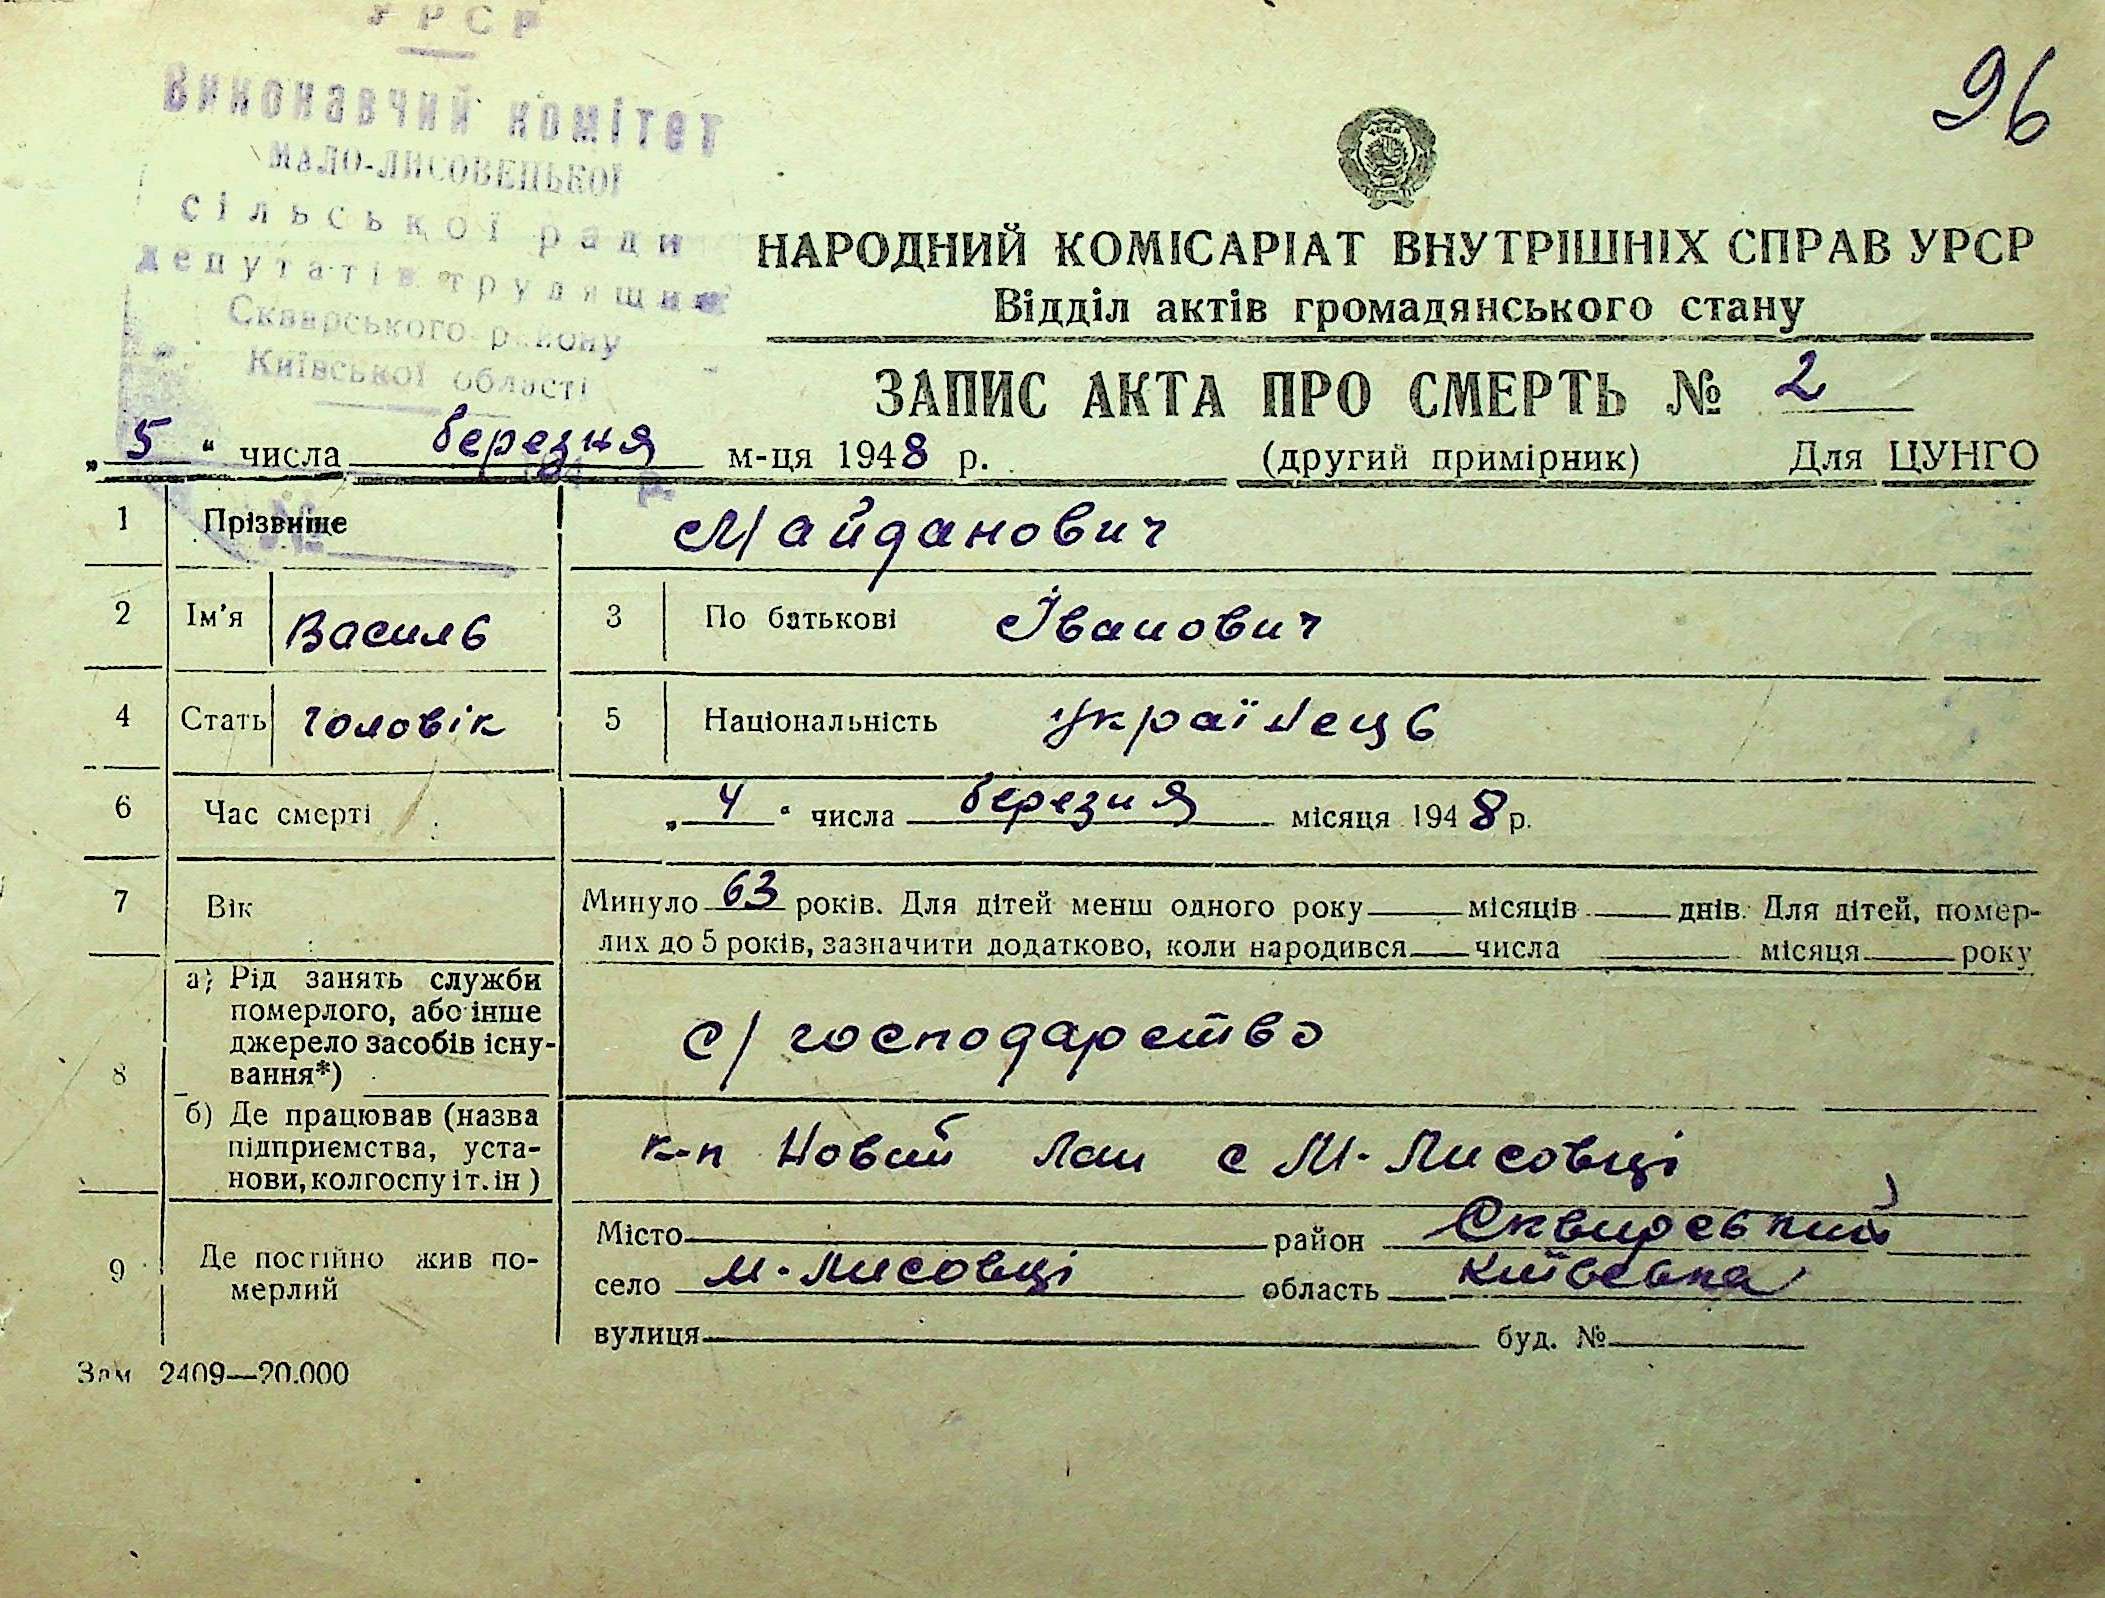 УРСР
96
Виконавчий комітет
МАЛО-ЛИСОВЕЦЬКОЇ
сільської ради
депутатів трудящих
Сквирського району
Київської області
НАРОДНИЙ КОМІСАРІАТ ВНУТРІШНІХ СПРАВ УРСР
Відділ актів громадянського стану
ЗАПИС АКТА ПРО СМЕРТЬ № 2
„5“ числа березня м-ця 1948 р. (другий примірник) Для ЦУНГО
№
1 Прізвище Майданович
2 Ім'я Василь 3 По батькові Іванович
4 Стать Чоловік 5 Національність Українець
6 Час смерті „4“ числа березня місяця 1948 р.
7 Вік Минуло 63 років. Для дітей менш одного року місяців днів. Для дітей, помер-
лих до 5 років, зазначити додатково, коли народився числа місяця року
8 а) Рід занять служби
померлого, або інше
джерело засобів існу-
вання*)
с/господарство
б) Де працював (назва
підприємства, уста-
нови, колгоспу і т. ін)
к-п Новий Лан с М-Лисовці
9 Де постійно жив по-
мерлий
Місто район Сквирський
село М-Лисовці область Київська
вулиця буд. №
Зам 2409—20.000